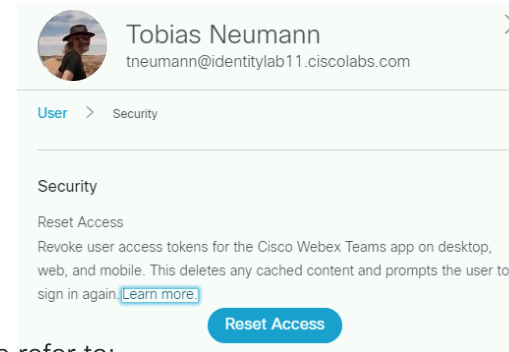 Tobias Neumann
tneumann@identitylab11.ciscolabs.com
User > Security
Security
Reset Access
Revoke user access tokens for the Cisco Webex Teams app on desktop,
web, and mobile. This deletes any cached content and prompts the user to
sign in again. Learn more.
Reset Access
refer to: